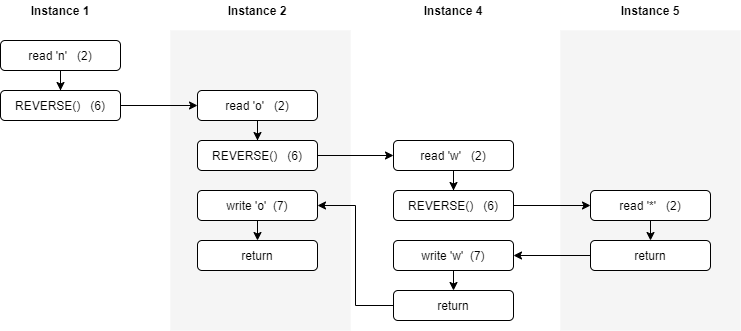 Instance 1
Instance 2
Instance 4
Instance 5
read 'n' (2)
REVERSE() (6)
read 'o' (2)
REVERSE() (6)
read 'w' (2)
write 'o' (7)
REVERSE() (6)
read '*' (2)
return
write 'w' (7)
return
return